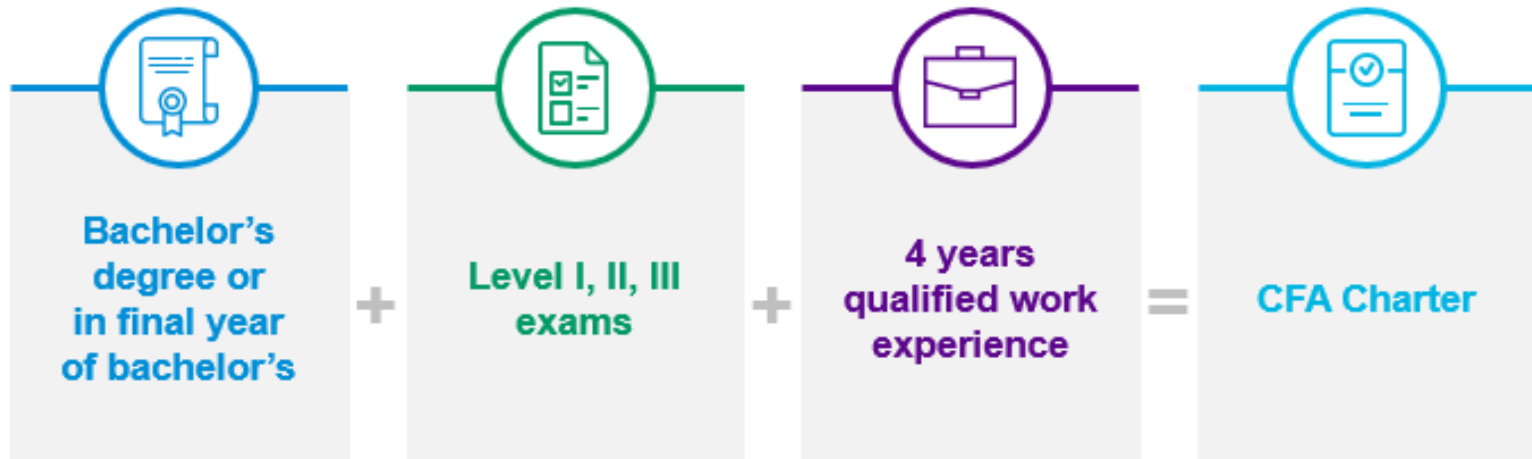 Bachelor’s
degree or
in final year
of bachelor’s
+
Level I, II, III
exams
+
4 years
qualified work
experience
=
CFA Charter